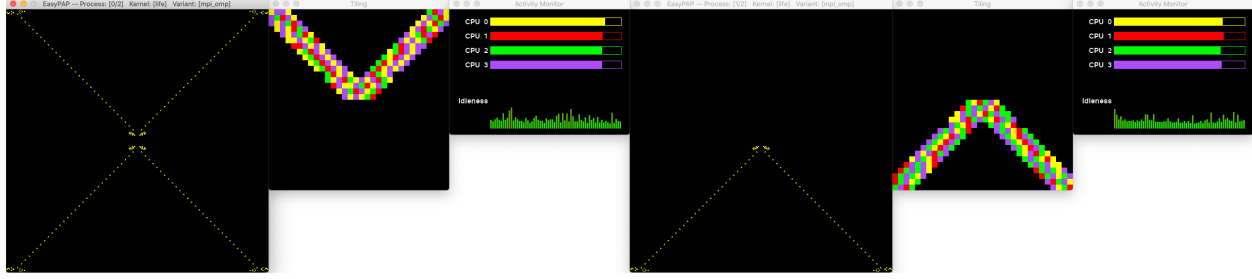 EasyPAP -- Process: [0/2] Kernel: [life] Variant: [mpi_omp]
Tiling
Activity Monitor
CPU 0
CPU 1
CPU 2
CPU 3
Idleness
EasyPAP -- Process: [1/2] Kernel: [life] Variant: [mpi_omp]
Tiling
Activity Monitor
CPU 0
CPU 1
CPU 2
CPU 3
Idleness